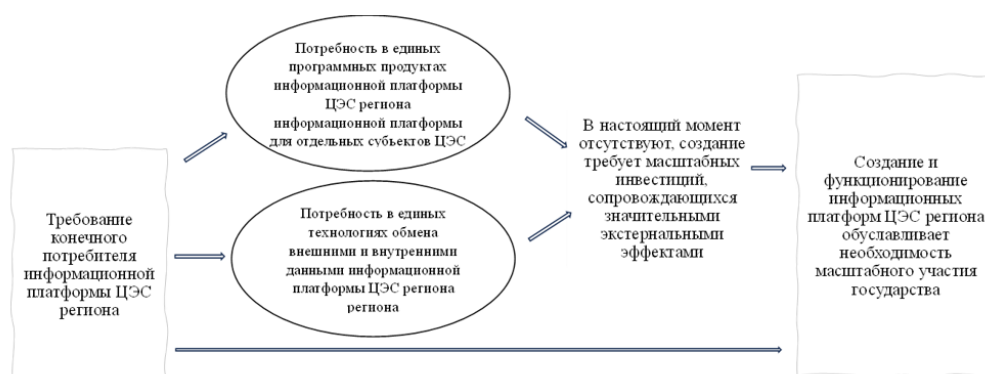 Требование
конечного
потребителя
информационной
платформы ЦЭС
региона
Потребность в единых
программных продуктах
информационной платформы
ЦЭС региона
информационной платформы
для отдельных субъектов ЦЭС
Потребность в единых
технологиях обмена
внешними и внутренними
данными информационной
платформы ЦЭС региона
региона
В настоящий момент
отсутствуют, создание
требует масштабных
инвестиций,
сопровождающихся
значительными
экстернальными
эффектами
Создание и
функционирование
информационных
платформ ЦЭС региона
обуславливает
необходимость
масштабного участия
государства